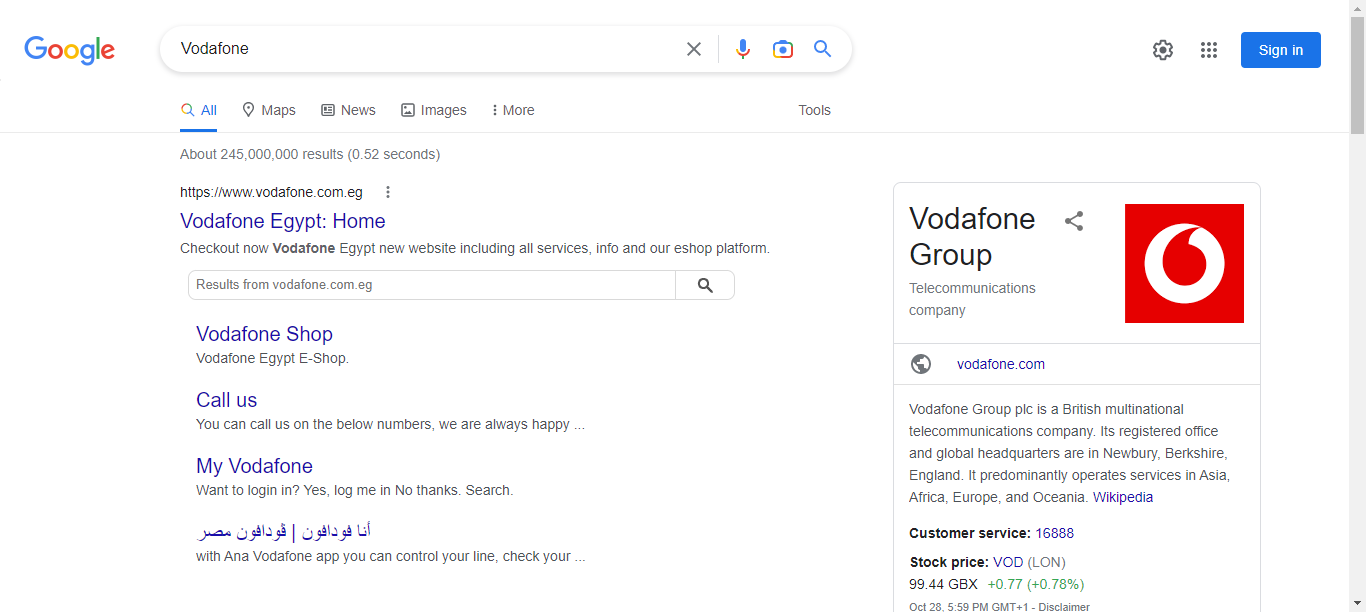 Google
Vodafone
Sign in
All
Maps
News
Images
More
Tools
About 245,000,000 results (0.52 seconds)
https://www.vodafone.com.eg
Vodafone Egypt: Home
Checkout now Vodafone Egypt new website including all services, info and our eshop platform.
Results from vodafone.com.eg
Vodafone Shop
Vodafone Egypt E-Shop.
Call us
You can call us on the below numbers, we are always happy ...
My Vodafone
Want to login in? Yes, log me in No thanks. Search.
أنا فودافون | ڤودافون مصر
with Ana Vodafone app you can control your line, check your ...
Vodafone
Group
Telecommunications
company
vodafone.com
Vodafone Group plc is a British multinational
telecommunications company. Its registered office
and global headquarters are in Newbury, Berkshire,
England. It predominantly operates services in Asia,
Africa, Europe, and Oceania. Wikipedia
Customer service: 16888
Stock price: VOD (LON)
99.44 GBX +0.77 (+0.78%)
Oct 28, 5:59 PM GMT+1 - Disclaimer